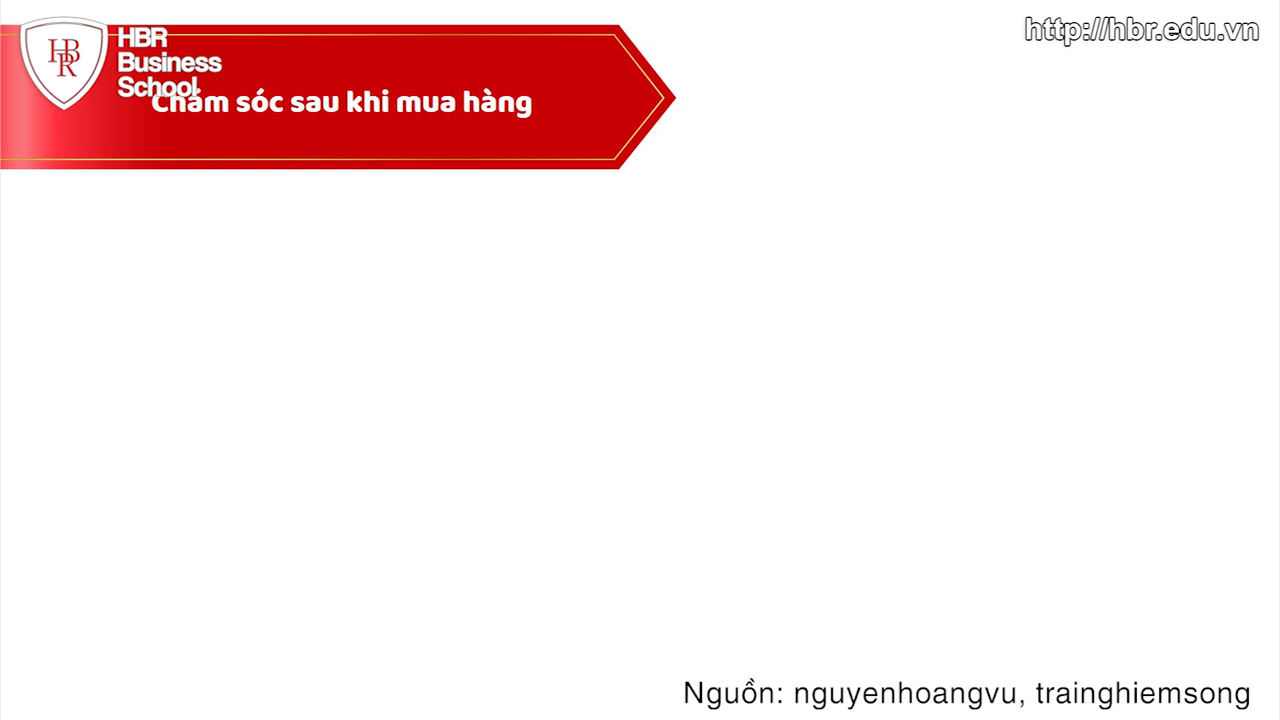 http://hbr.edu.vn
HBR
Business
School
Chăm sóc sau khi mua hàng
Nguồn: nguyenhoangvu, trainghiemsong